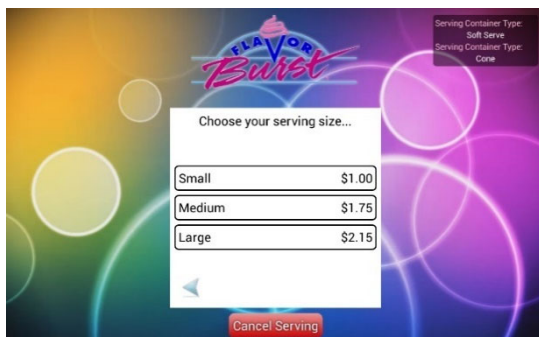 FLAVOR
Burst
Serving Container Type:
Soft Serve
Serving Container Type:
Cone
Choose your serving size...
Small $1.00
Medium $1.75
Large $2.15
Cancel Serving